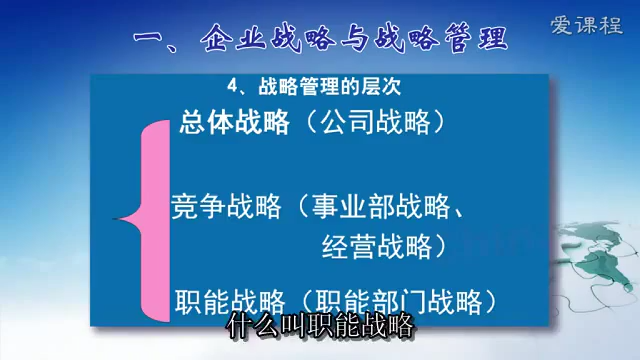 爱课程
一、企业战略与战略管理
4、战略管理的层次
总体战略（公司战略）
竞争战略（事业部战略、
经营战略）
职能战略（职能部门战略）
什么叫职能战略